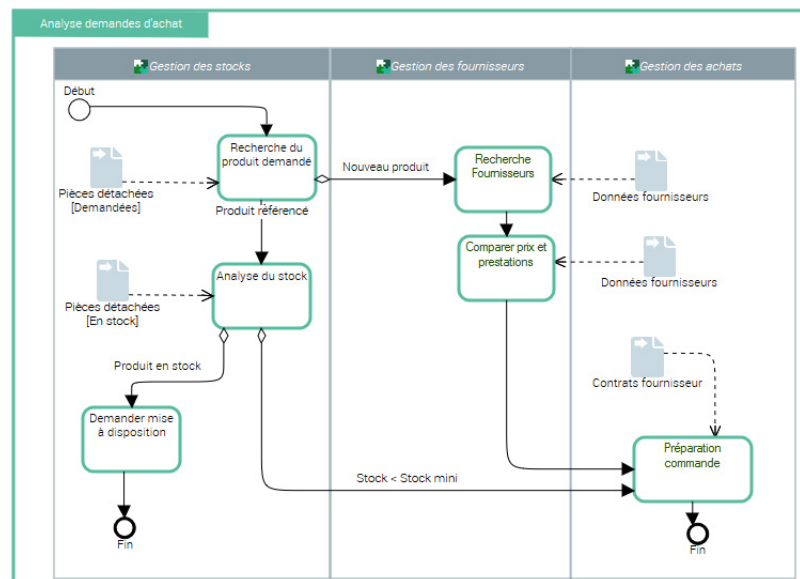 Analyse demandes d'achat
Gestion des stocks
Gestion des fournisseurs
Gestion des achats
Début
Recherche du
produit demandé
Nouveau produit
Recherche
Fournisseurs
Données fournisseurs
Pièces détachées
[Demandées]
Produit référencé
Comparer prix et
prestations
Données fournisseurs
Analyse du stock
Pièces détachées
[En stock]
Produit en stock
Contrats fournisseur
Demander mise
à disposition
Préparation
commande
Stock < Stock mini
Fin
Fin